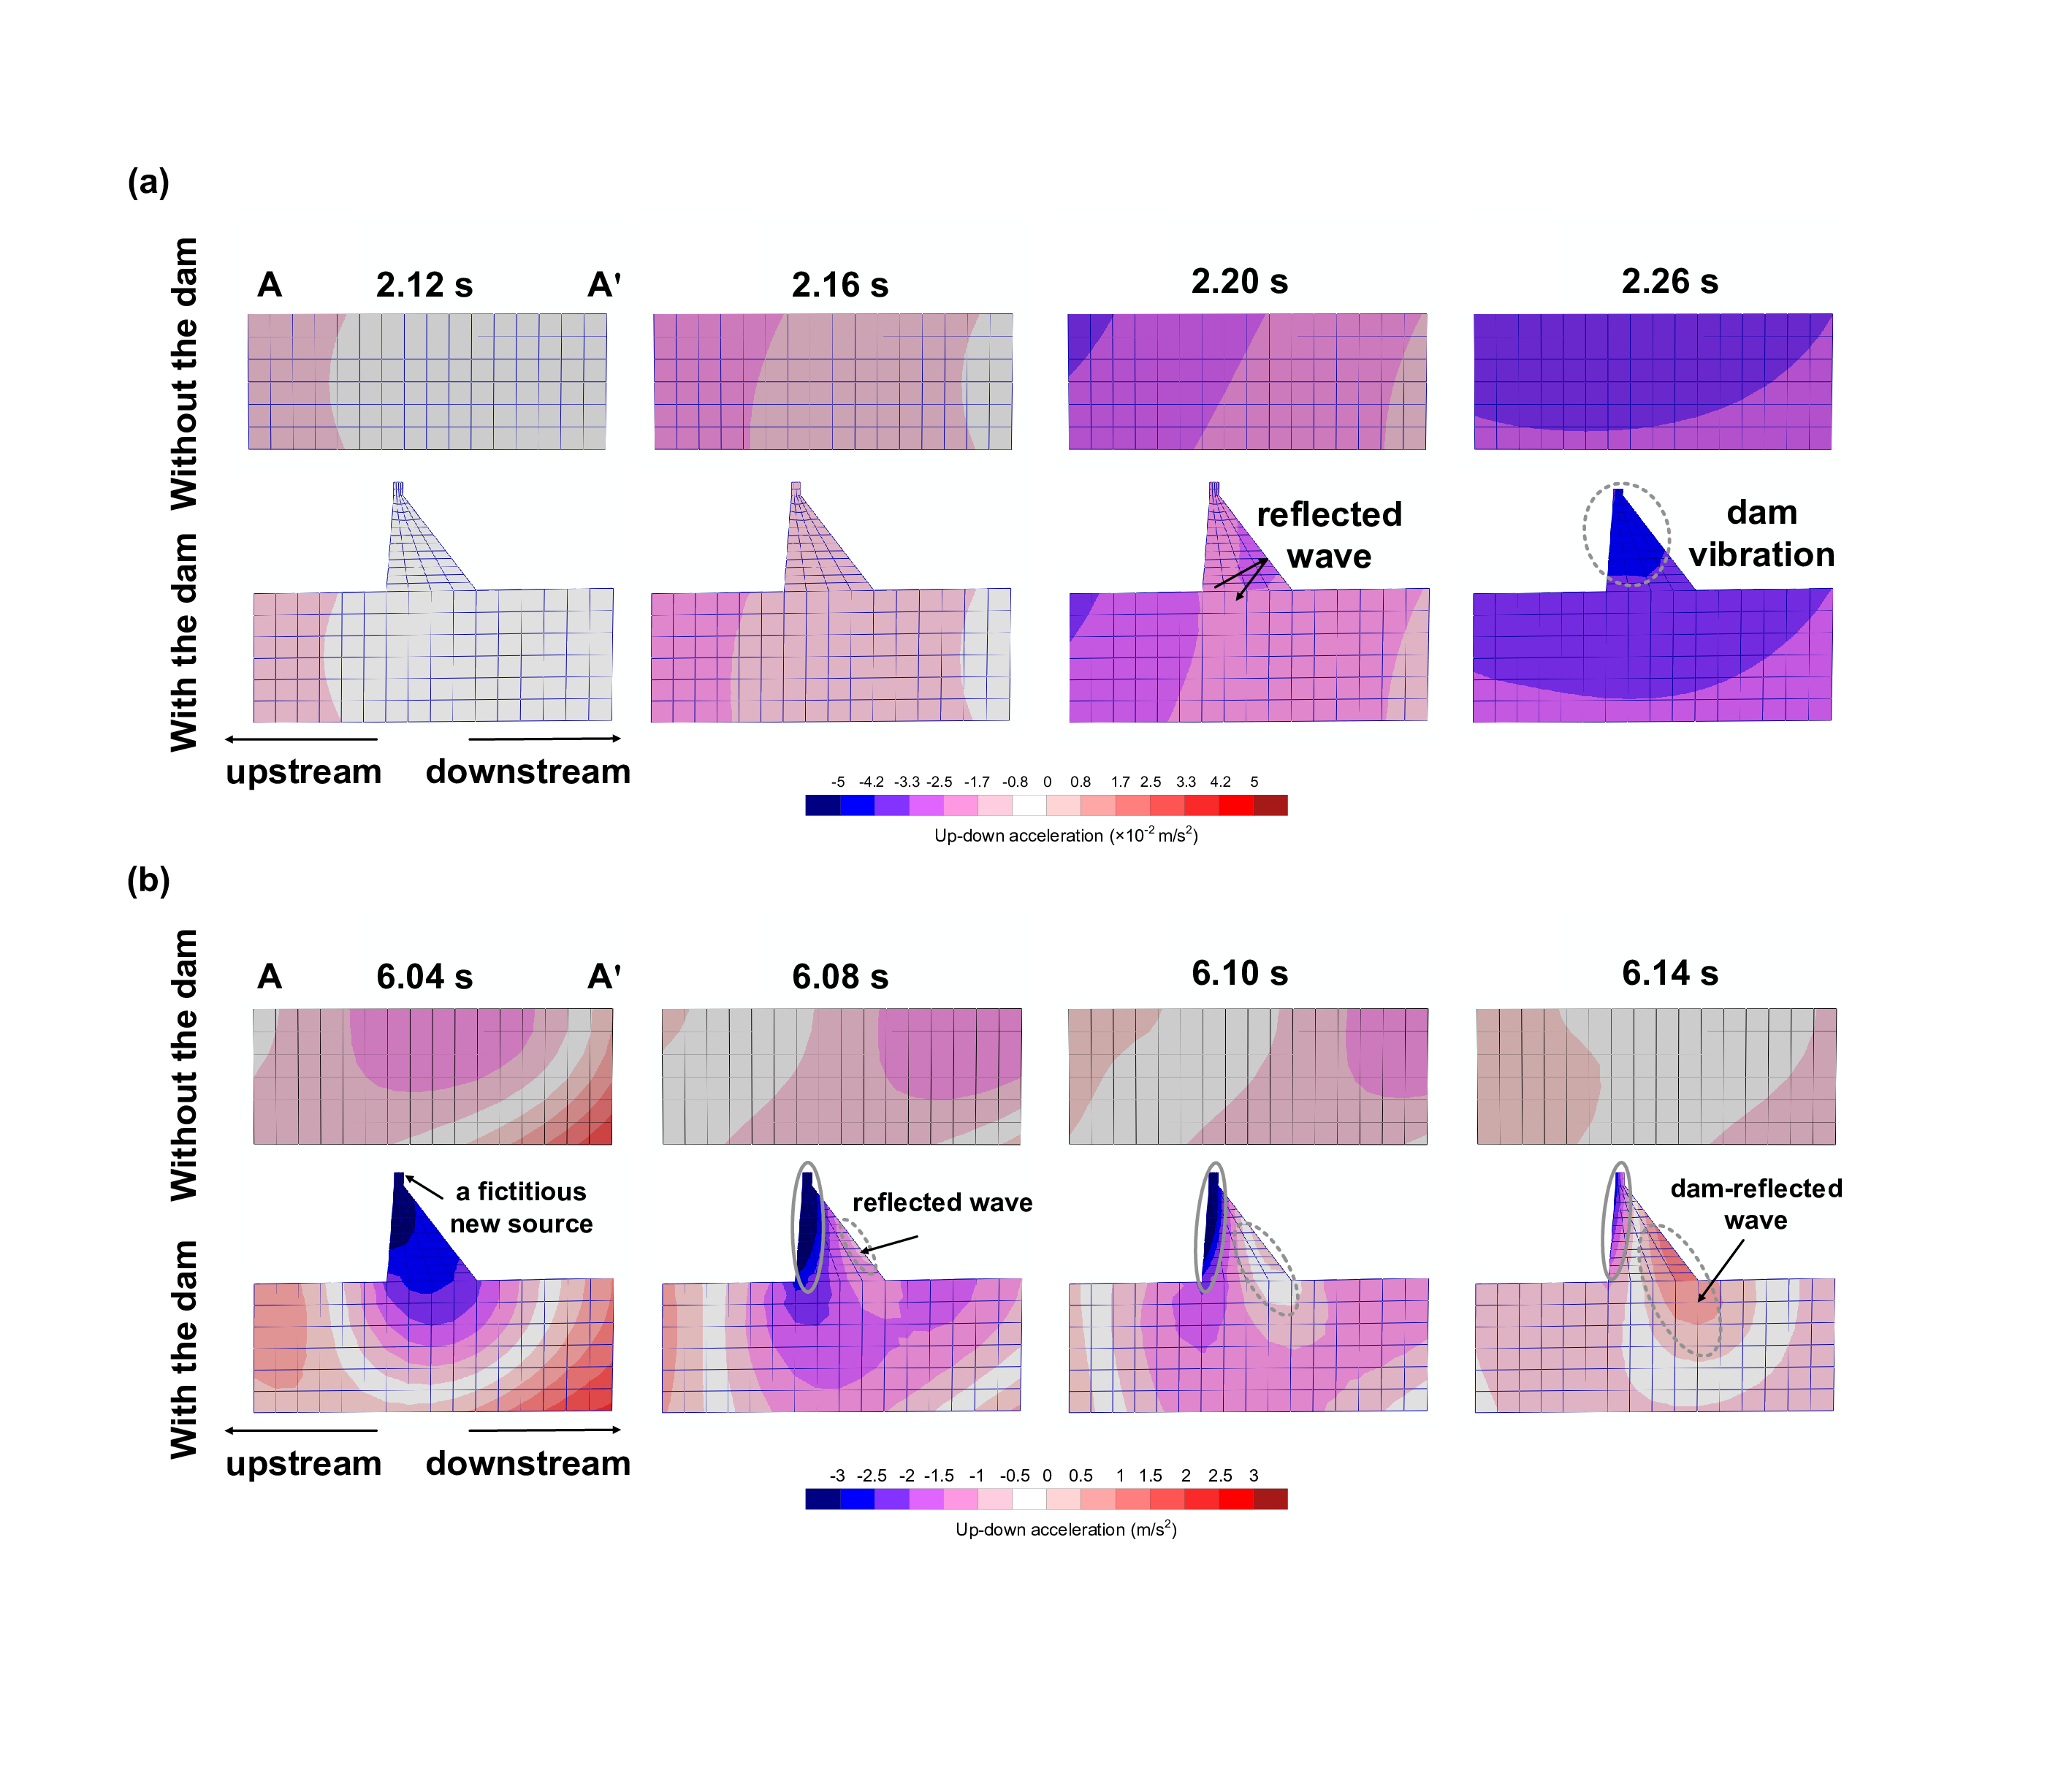 (a)
Without the dam
With the dam
A 2.12 s A'
2.16 s
2.20 s
2.26 s
reflected
wave
dam
vibration
upstream
downstream
-5 -4.2 -3.3 -2.5 -1.7 -0.8 0 0.8 1.7 2.5 3.3 4.2 5
Up-down acceleration (×10⁻² m/s²)
(b)
Without the dam
With the dam
A 6.04 s A'
6.08 s
6.10 s
6.14 s
a fictitious
new source
reflected wave
dam-reflected
wave
upstream
downstream
-3 -2.5 -2 -1.5 -1 -0.5 0 0.5 1 1.5 2 2.5 3
Up-down acceleration (m/s²)